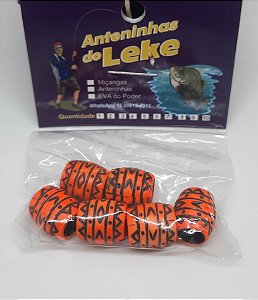 Anteninhas
do Leke
Miçangas
Anteninhas
EVA do Poder
Quantidade 1 2 3 4 5 6 7 8 9 10